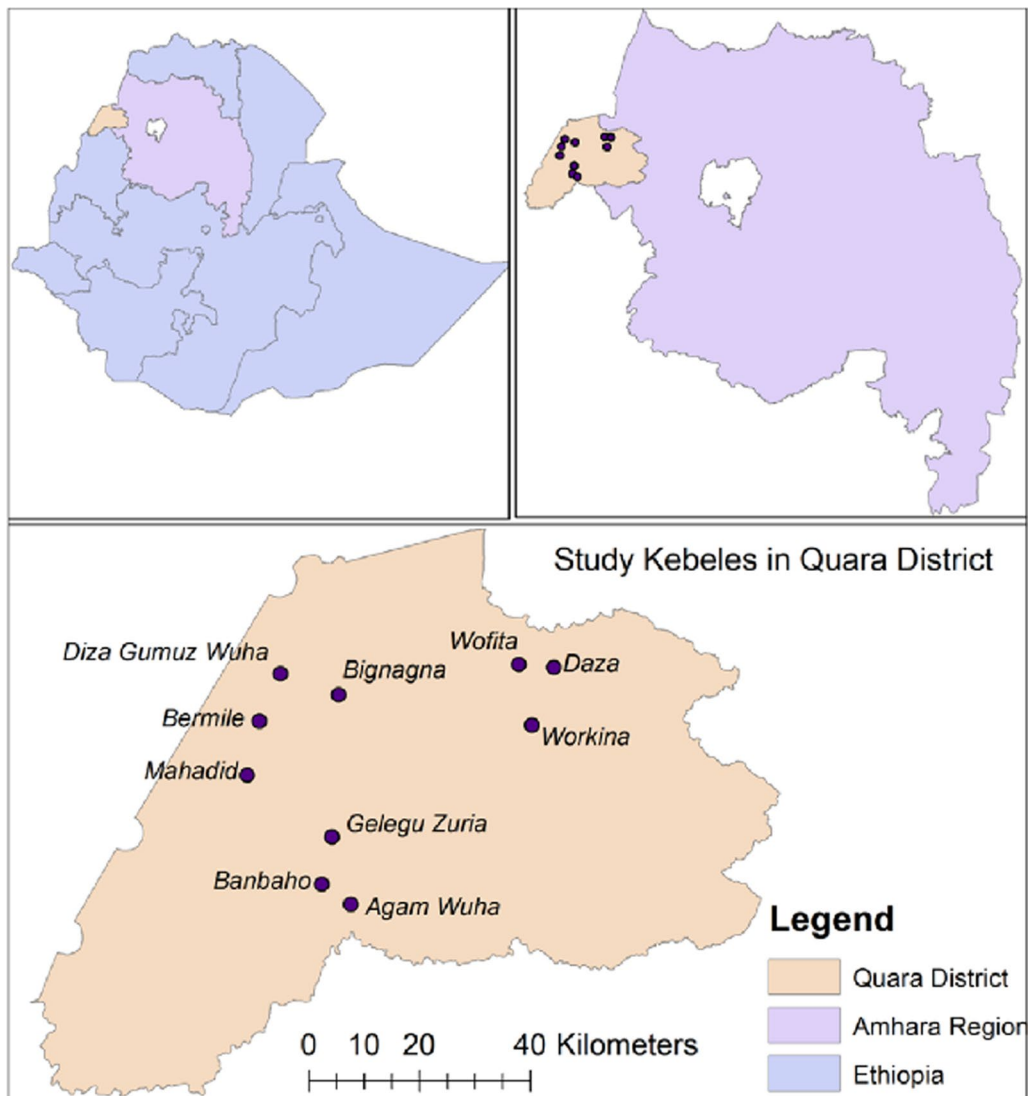 Study Kebeles in Quara District
Wofita
Diza Gumuz Wuha
Daza
Bignagna
Bermile
Workina
Mahadid
Gelegu Zuria
Banbaho
Agam Wuha
Legend
Quara District
Amhara Region
Ethiopia
0 10 20 40 Kilometers